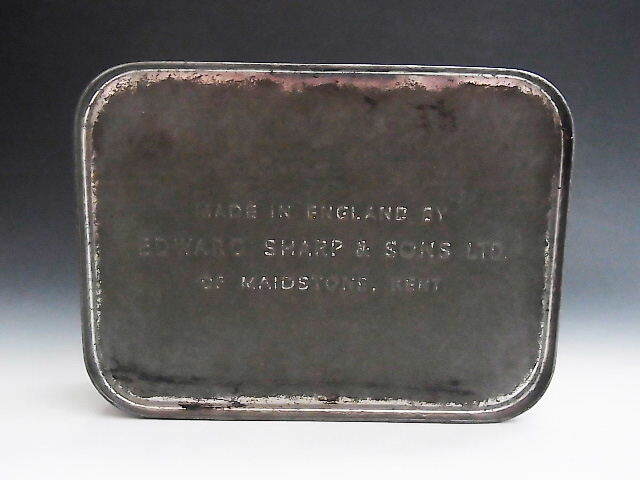 MADE IN ENGLAND BY
EDWARD SHARP & SONS LTD.
OF MAIDSTONE, KENT